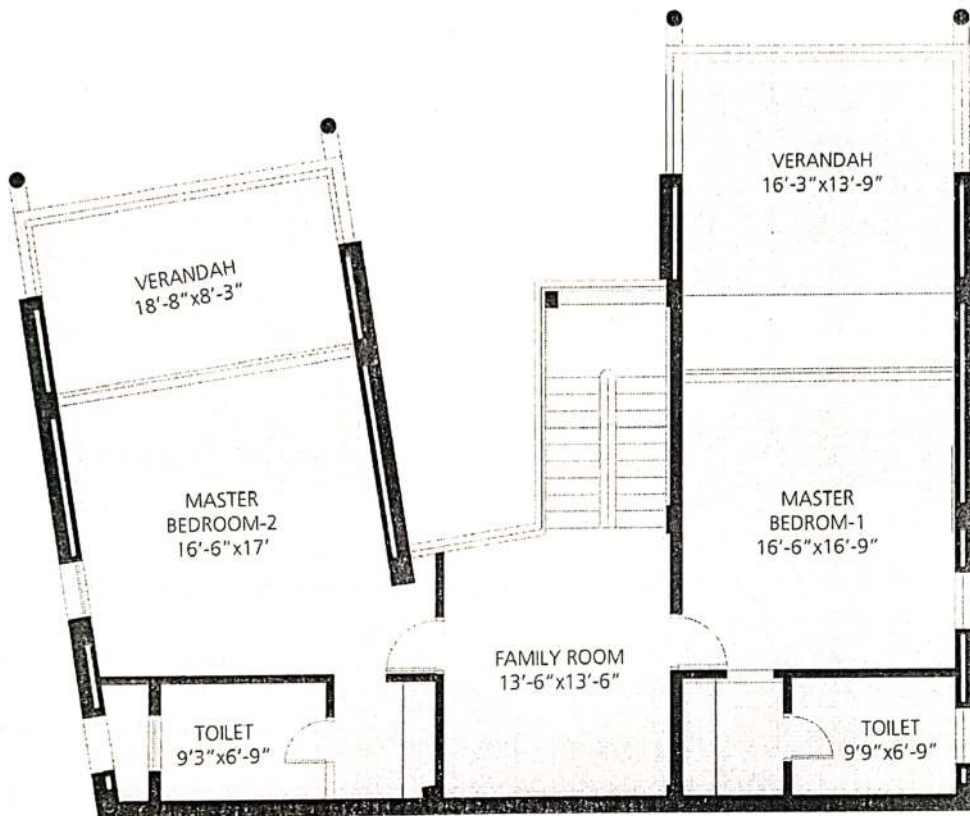 VERANDAH
16'-3"x13'-9"
VERANDAH
18'-8"x8'-3"
MASTER
BEDROOM-2
16'-6"x17'
MASTER
BEDROM-1
16'-6"x16'-9"
FAMILY ROOM
13'-6"x13'-6"
TOILET
9'3"x6'-9"
TOILET
9'9"x6'-9"